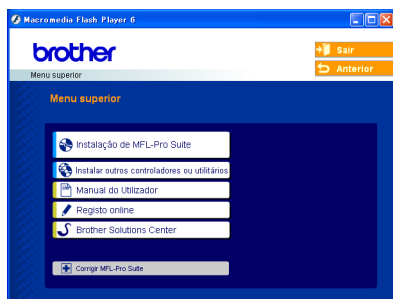 Macromedia Flash Player 6
brother
Sair
Anterior
Menu superior
Menu superior
Instalação de MFL-Pro Suite
Instalar outros controladores ou utilitários
Manual do Utilizador
Registo online
Brother Solutions Center
Corrigir MFL-Pro Suite